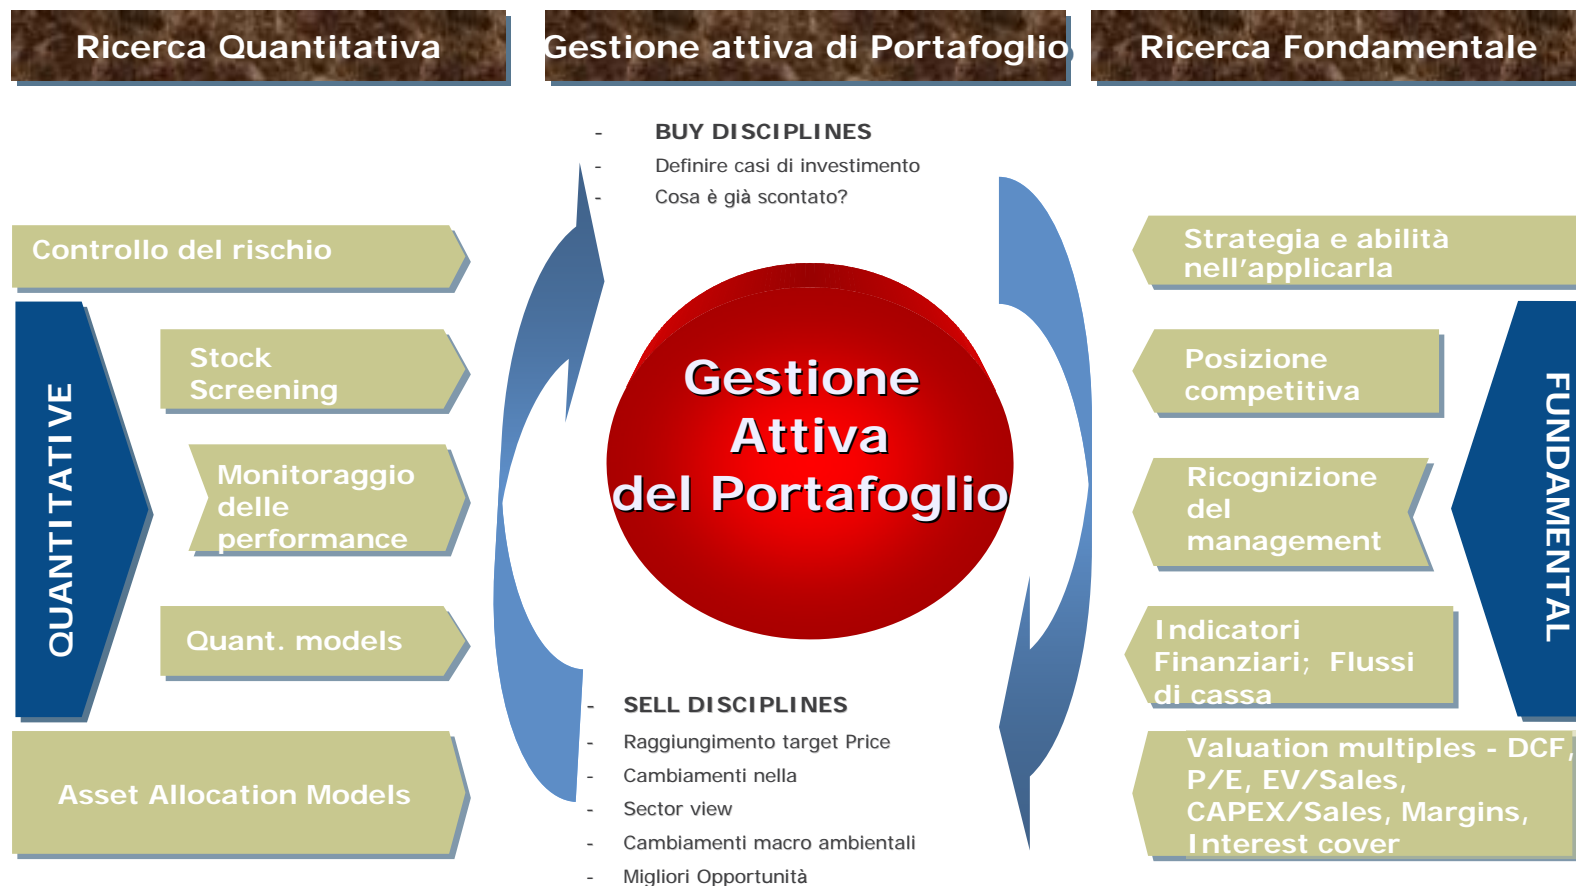 Ricerca Quantitativa
Gestione attiva di Portafoglio
Ricerca Fondamentale
- BUY DISCIPLINES
- Definire casi di investimento
- Cosa è già scontato?
Controllo del rischio
QUANTITATIVE
Stock
Screening
Monitoraggio
delle
performance
Quant. models
Asset Allocation Models
Gestione
Attiva
del Portafoglio
- SELL DISCIPLINES
- Raggiungimento target Price
- Cambiamenti nella
- Sector view
- Cambiamenti macro ambientali
- Migliori Opportunità
Strategia e abilità
nell'applicarla
Posizione
competitiva
Ricognizione
del
management
Indicatori
Finanziari; Flussi
di cassa
Valuation multiples - DCF,
P/E, EV/Sales,
CAPEX/Sales, Margins,
Interest cover
FUNDAMENTAL